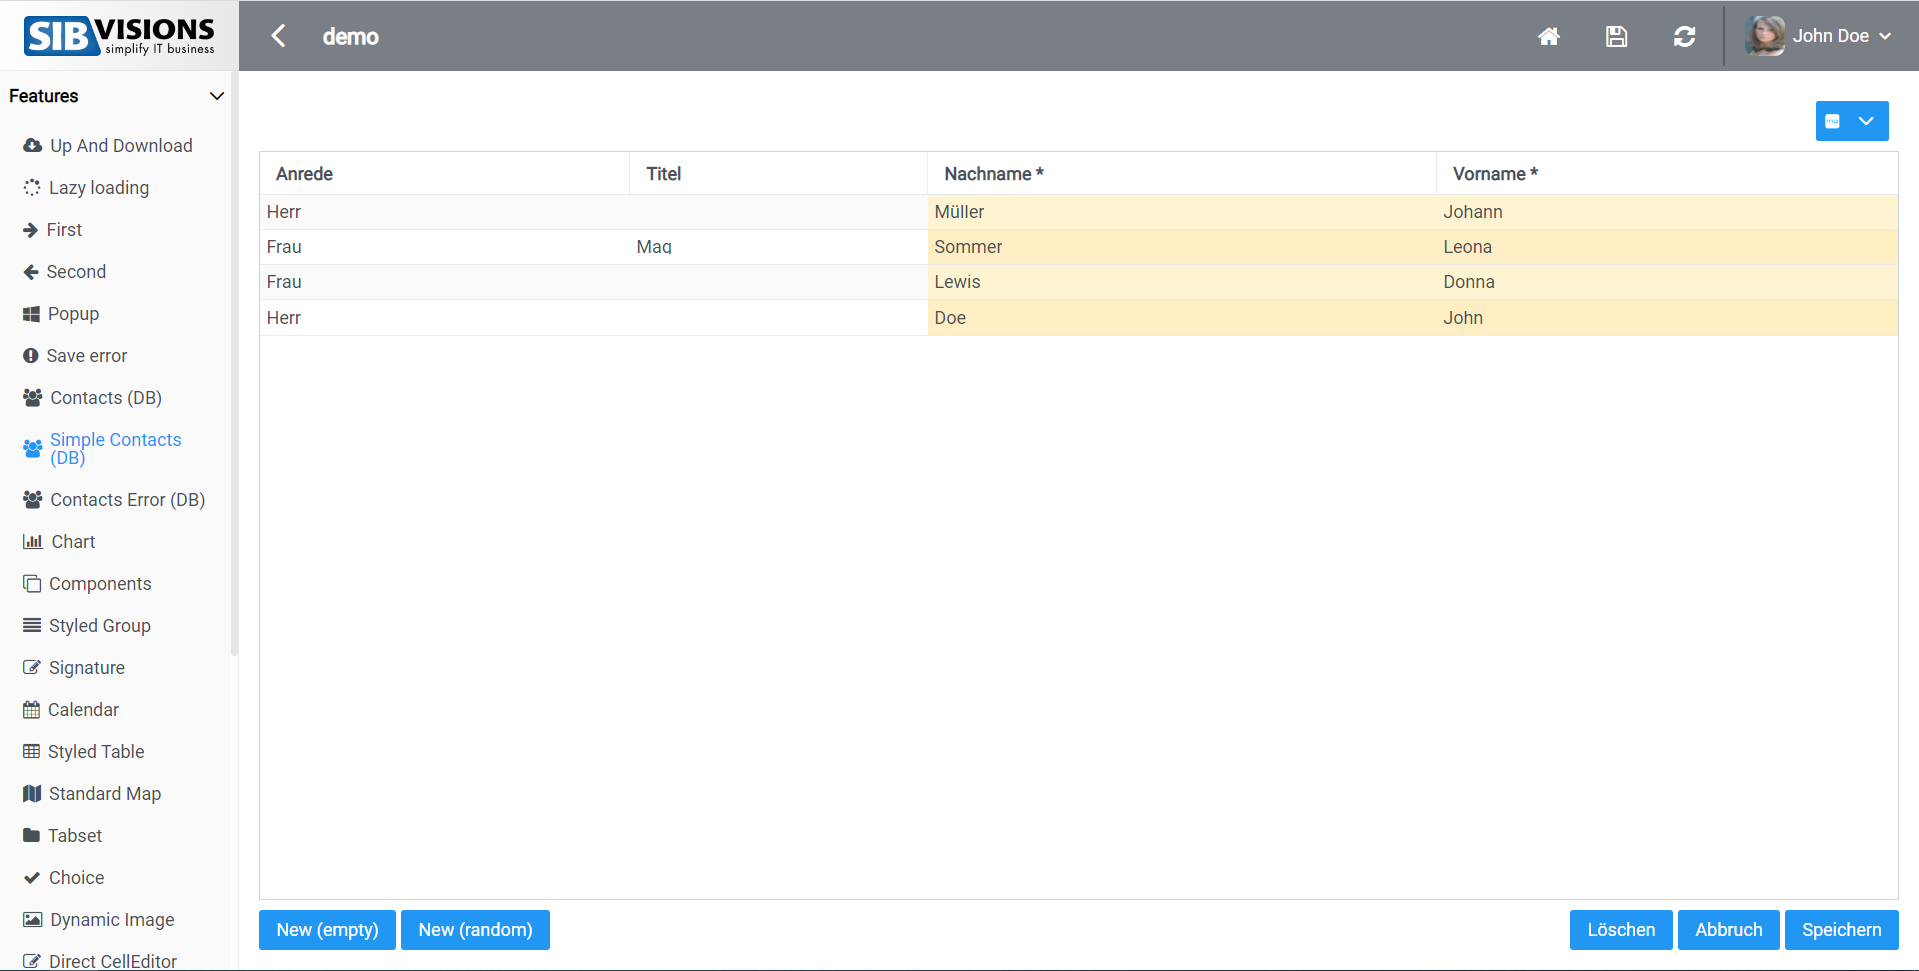 SIB VISIONS
simplify IT business
demo
John Doe
Features
Up And Download
Lazy loading
First
Second
Popup
Save error
Contacts (DB)
Simple Contacts
(DB)
Contacts Error (DB)
Chart
Components
Styled Group
Signature
Calendar
Styled Table
Standard Map
Tabset
Choice
Dynamic Image
Direct CellEditor
Anrede Titel Nachname * Vorname *
Herr Müller Johann
Frau Mag Sommer Leona
Frau Lewis Donna
Herr Doe John
New (empty) New (random) Löschen Abbruch Speichern